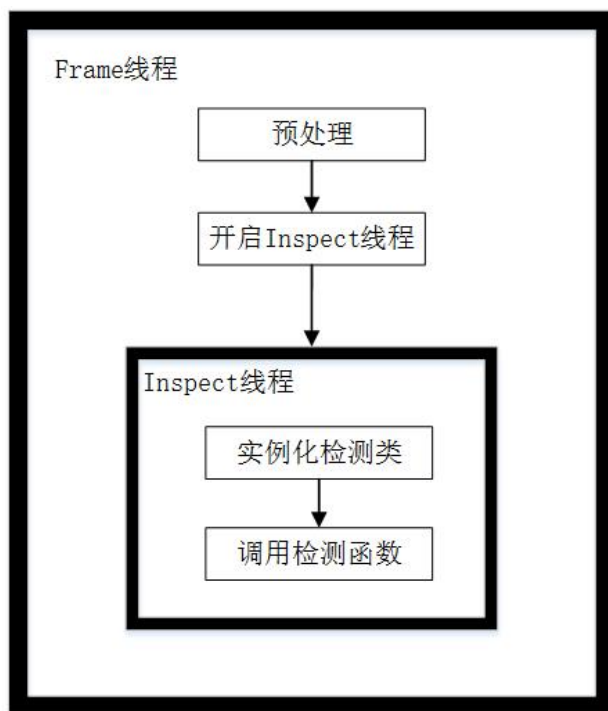 Frame线程
预处理
开启Inspect线程
Inspect线程
实例化检测类
调用检测函数